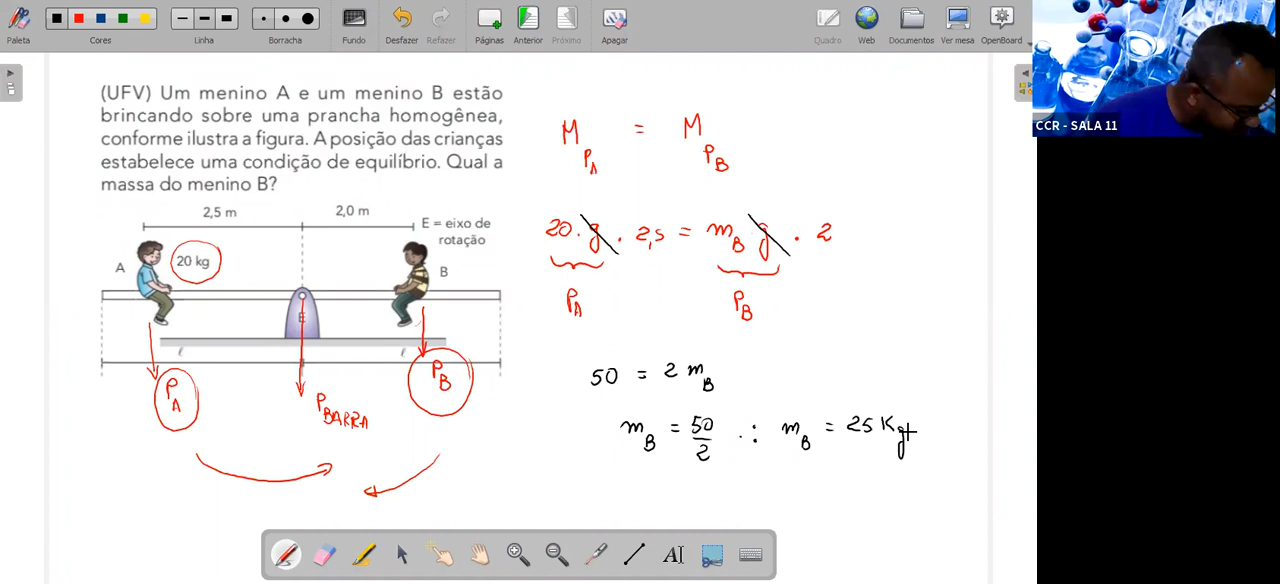 Paleta
Cores
Linha
Borracha
Fundo
Desfazer
Refazer
Páginas
Anterior
Próximo
Apagar
Quadro
Web
Documentos
Ver mesa
OpenBoard
CCR - SALA 11
(UFV) Um menino A e um menino B estão
brincando sobre uma prancha homogênea,
conforme ilustra a figura. A posição das crianças
estabelece uma condição de equilíbrio. Qual a
massa do menino B?
2,5 m
2,0 m
E = eixo de
rotação
A
20 kg
B
E
ℓ
ℓ
P_A
P_BARRA
P_B
M_P_A = M_P_B
20. g . 2,5 = m_B g . 2
P_A
P_B
50 = 2 m_B
m_B = 50/2 ∴ m_B = 25 Kg
A